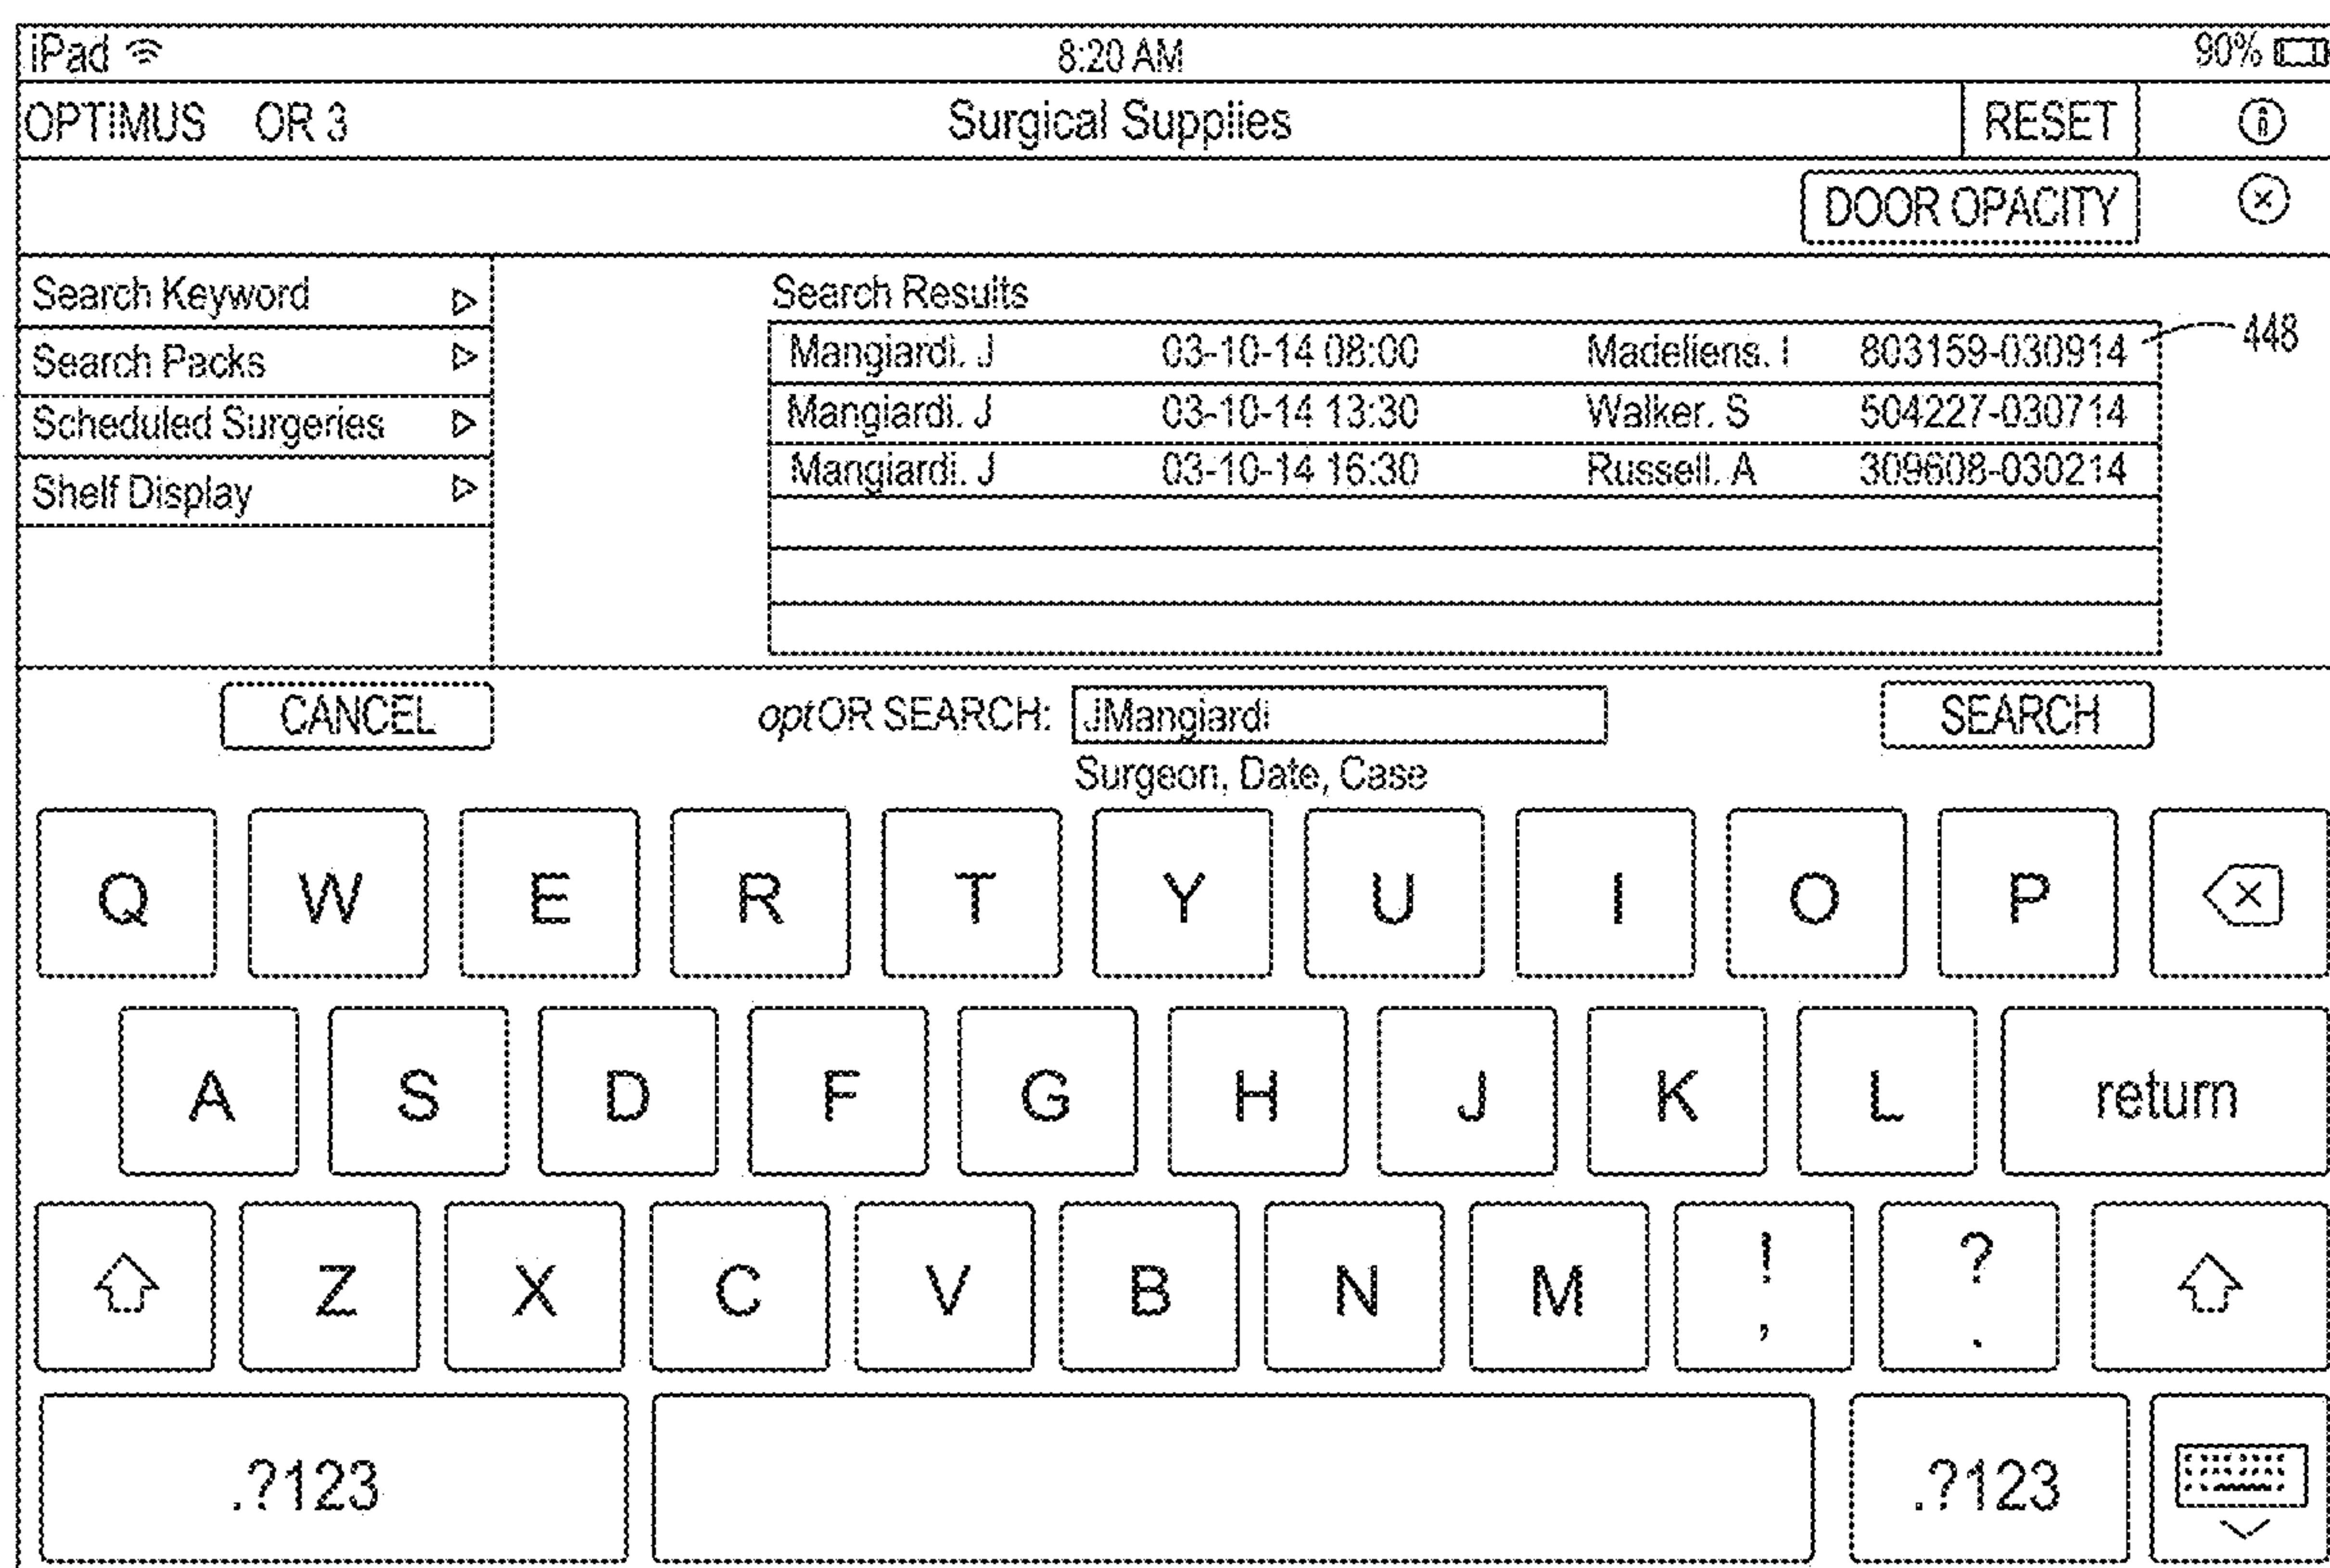 iPad 8:20 AM 90%
OPTIMUS OR 3 Surgical Supplies RESET i
DOOR OPACITY
Search Keyword
Search Packs
Scheduled Surgeries
Shelf Display
Search Results
Mangiardi. J 03-10-14 08:00 Madeliens. I 803159-030914 448
Mangiardi. J 03-10-14 13:30 Walker. S 504227-030714
Mangiardi. J 03-10-14 16:30 Russell. A 309608-030214
CANCEL optOR SEARCH: JMangiardi SEARCH
Surgeon, Date, Case
Q W E R T Y U I O P
A S D F G H J K L return
Z X C V B N M ! ?
, .
.?123 .?123